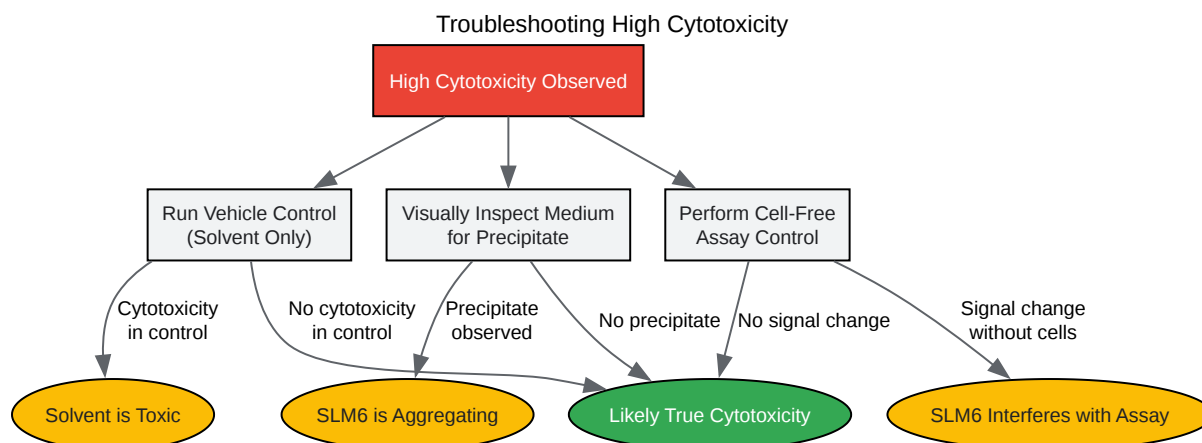 Troubleshooting High Cytotoxicity
High Cytotoxicity Observed
Run Vehicle Control
(Solvent Only)
Visually Inspect Medium
for Precipitate
Perform Cell-Free
Assay Control
Cytotoxicity
in control
No cytotoxicity
in control
Precipitate
observed
No precipitate
No signal change
Signal change
without cells
Solvent is Toxic
SLM6 is Aggregating
Likely True Cytotoxicity
SLM6 Interferes with Assay